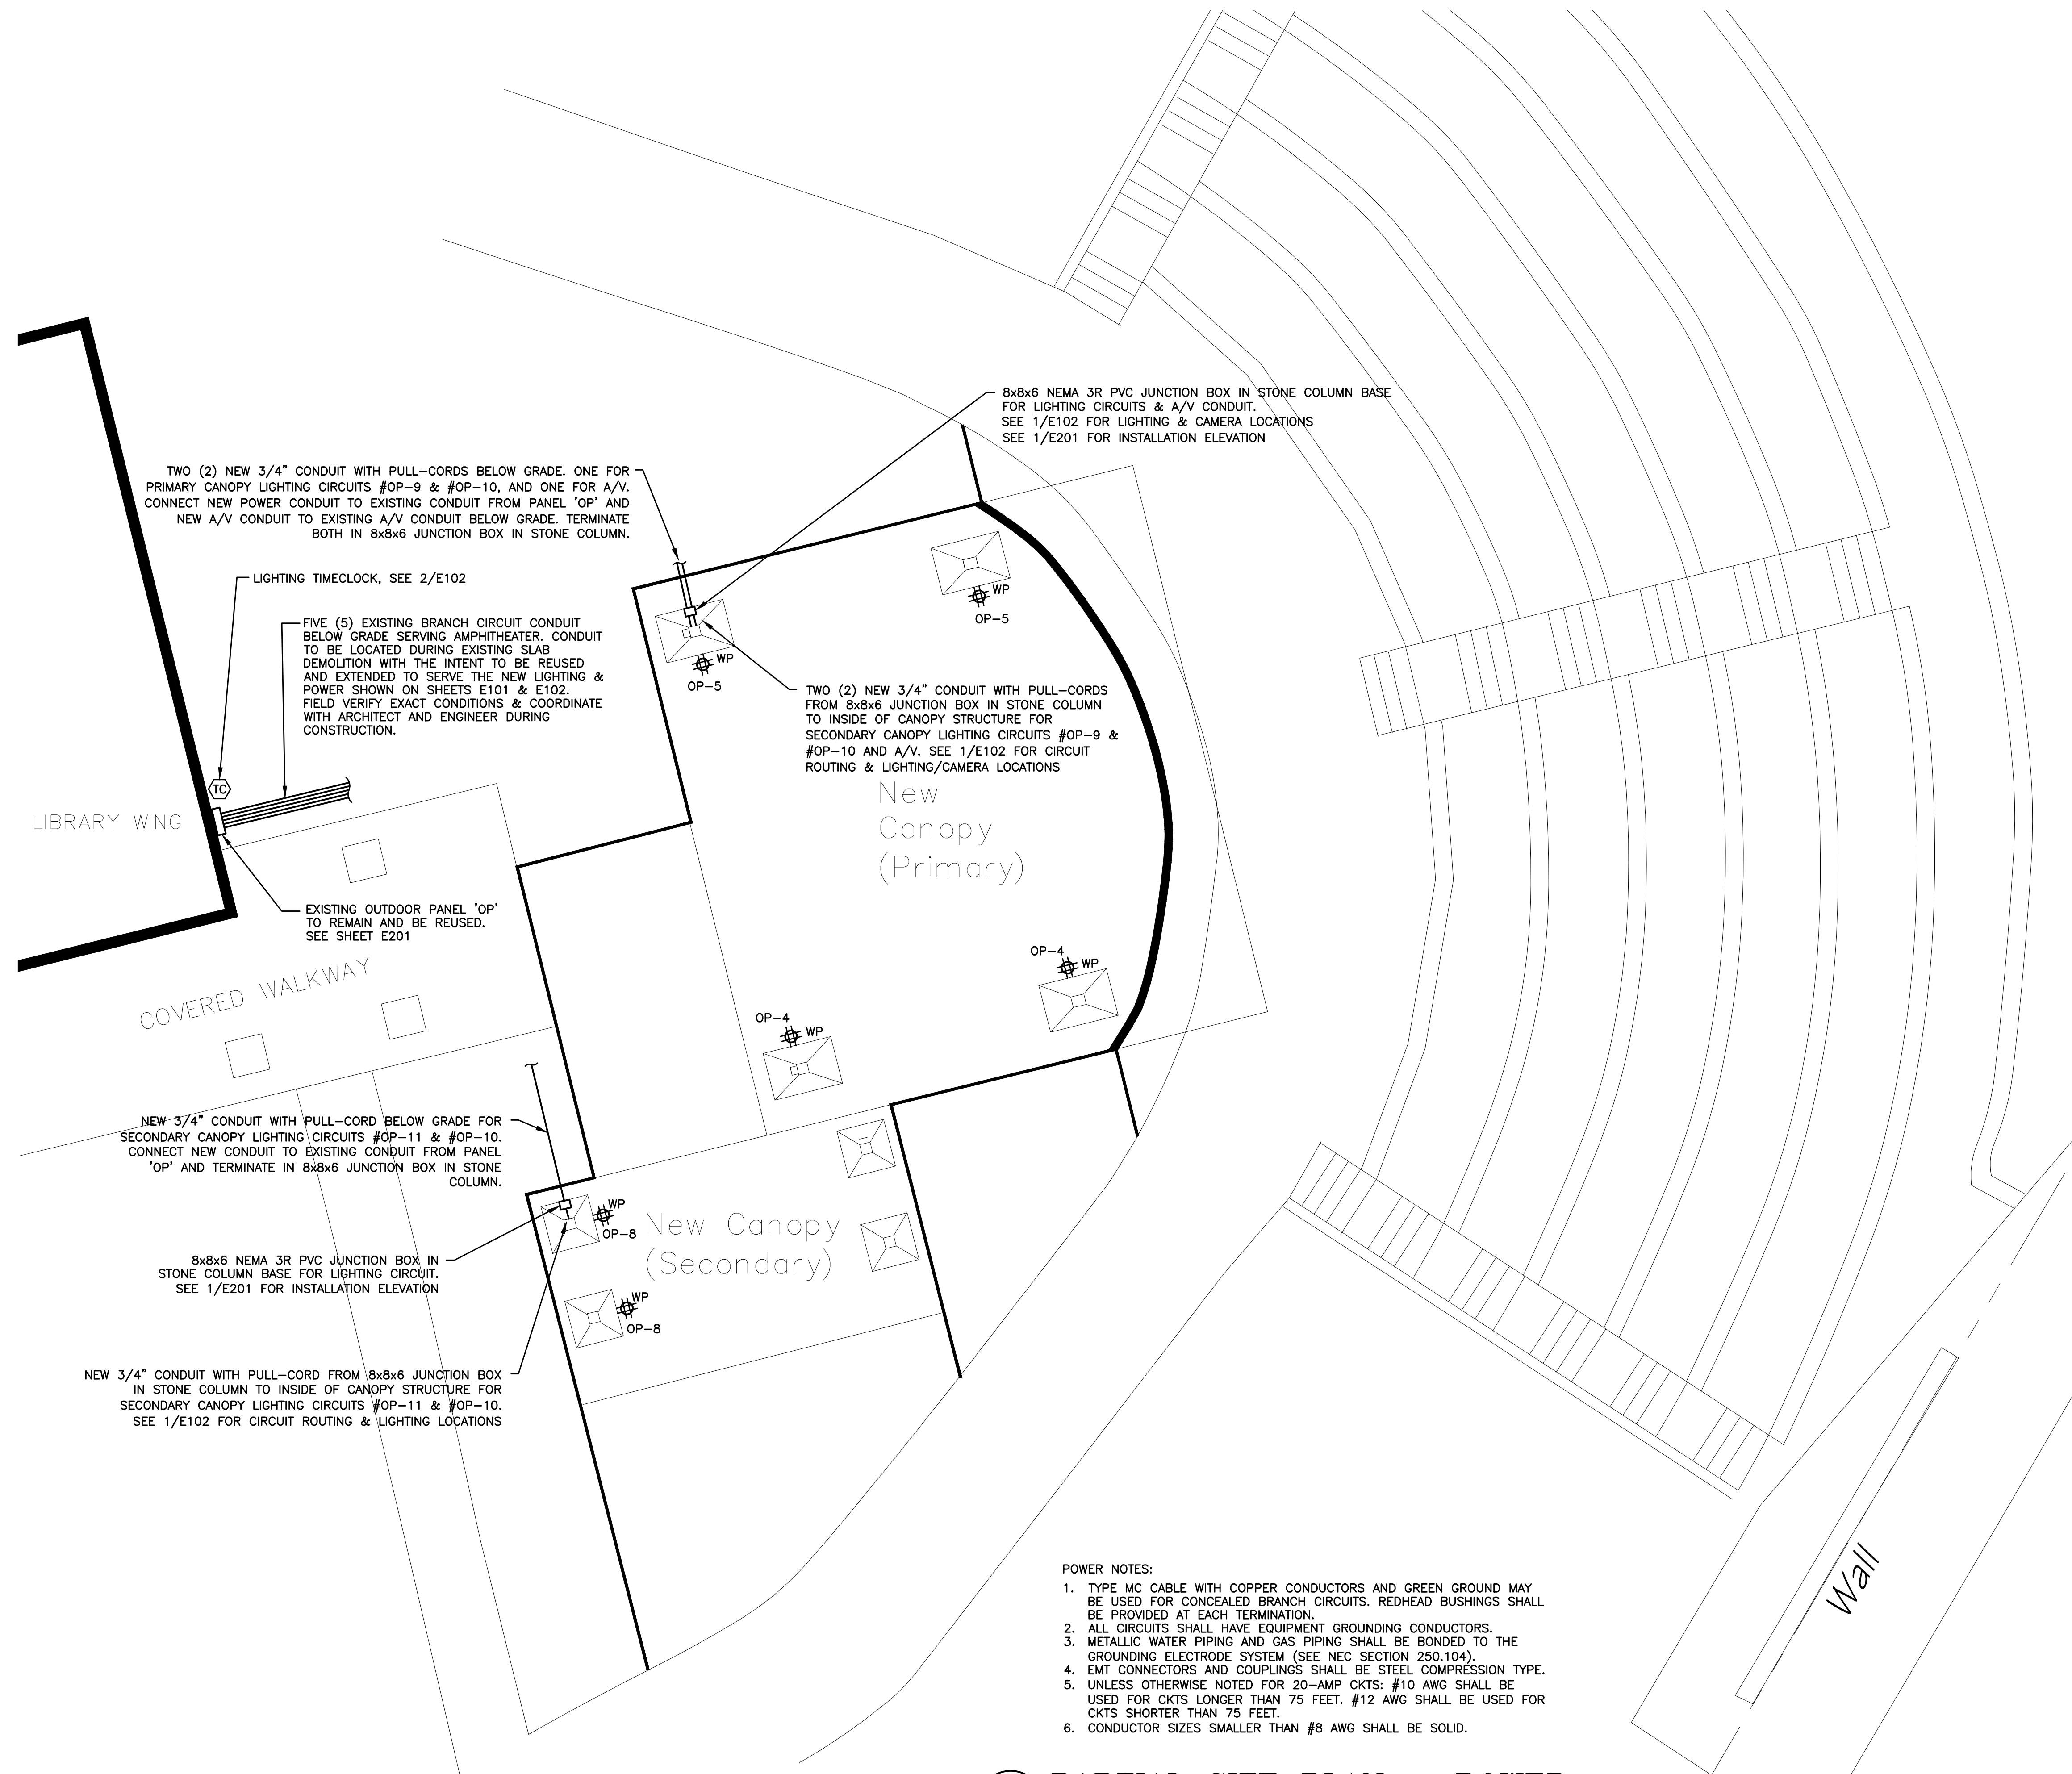 8x8x6 NEMA 3R PVC JUNCTION BOX IN STONE COLUMN BASE
FOR LIGHTING CIRCUITS & A/V CONDUIT.
SEE 1/E102 FOR LIGHTING & CAMERA LOCATIONS
SEE 1/E201 FOR INSTALLATION ELEVATION
TWO (2) NEW 3/4" CONDUIT WITH PULL-CORDS BELOW GRADE. ONE FOR
PRIMARY CANOPY LIGHTING CIRCUITS #OP-9 & #OP-10, AND ONE FOR A/V.
CONNECT NEW POWER CONDUIT TO EXISTING CONDUIT FROM PANEL 'OP' AND
NEW A/V CONDUIT TO EXISTING A/V CONDUIT BELOW GRADE. TERMINATE
BOTH IN 8x8x6 JUNCTION BOX IN STONE COLUMN.
LIGHTING TIMECLOCK, SEE 2/E102
FIVE (5) EXISTING BRANCH CIRCUIT CONDUIT
BELOW GRADE SERVING AMPHITHEATER. CONDUIT
TO BE LOCATED DURING EXISTING SLAB
DEMOLITION WITH THE INTENT TO BE REUSED
AND EXTENDED TO SERVE THE NEW LIGHTING &
POWER SHOWN ON SHEETS E101 & E102.
FIELD VERIFY EXACT CONDITIONS & COORDINATE
WITH ARCHITECT AND ENGINEER DURING
CONSTRUCTION.
WP
OP-5
WP
OP-5
TWO (2) NEW 3/4" CONDUIT WITH PULL-CORDS
FROM 8x8x6 JUNCTION BOX IN STONE COLUMN
TO INSIDE OF CANOPY STRUCTURE FOR
SECONDARY CANOPY LIGHTING CIRCUITS #OP-9 &
#OP-10 AND A/V. SEE 1/E102 FOR CIRCUIT
ROUTING & LIGHTING/CAMERA LOCATIONS
TC
LIBRARY WING
New
Canopy
(Primary)
EXISTING OUTDOOR PANEL 'OP'
TO REMAIN AND BE REUSED.
SEE SHEET E201
COVERED WALKWAY
OP-4
WP
OP-4
WP
NEW 3/4" CONDUIT WITH PULL-CORD BELOW GRADE FOR
SECONDARY CANOPY LIGHTING CIRCUITS #OP-11 & #OP-10.
CONNECT NEW CONDUIT TO EXISTING CONDUIT FROM PANEL
'OP' AND TERMINATE IN 8x8x6 JUNCTION BOX IN STONE
COLUMN.
WP
OP-8
New Canopy
(Secondary)
8x8x6 NEMA 3R PVC JUNCTION BOX IN
STONE COLUMN BASE FOR LIGHTING CIRCUIT.
SEE 1/E201 FOR INSTALLATION ELEVATION
WP
OP-8
NEW 3/4" CONDUIT WITH PULL-CORD FROM 8x8x6 JUNCTION BOX
IN STONE COLUMN TO INSIDE OF CANOPY STRUCTURE FOR
SECONDARY CANOPY LIGHTING CIRCUITS #OP-11 & #OP-10.
SEE 1/E102 FOR CIRCUIT ROUTING & LIGHTING LOCATIONS
Wall
POWER NOTES:
1. TYPE MC CABLE WITH COPPER CONDUCTORS AND GREEN GROUND MAY
BE USED FOR CONCEALED BRANCH CIRCUITS. REDHEAD BUSHINGS SHALL
BE PROVIDED AT EACH TERMINATION.
2. ALL CIRCUITS SHALL HAVE EQUIPMENT GROUNDING CONDUCTORS.
3. METALLIC WATER PIPING AND GAS PIPING SHALL BE BONDED TO THE
GROUNDING ELECTRODE SYSTEM (SEE NEC SECTION 250.104).
4. EMT CONNECTORS AND COUPLINGS SHALL BE STEEL COMPRESSION TYPE.
5. UNLESS OTHERWISE NOTED FOR 20-AMP CKTS: #10 AWG SHALL BE
USED FOR CKTS LONGER THAN 75 FEET. #12 AWG SHALL BE USED FOR
CKTS SHORTER THAN 75 FEET.
6. CONDUCTOR SIZES SMALLER THAN #8 AWG SHALL BE SOLID.